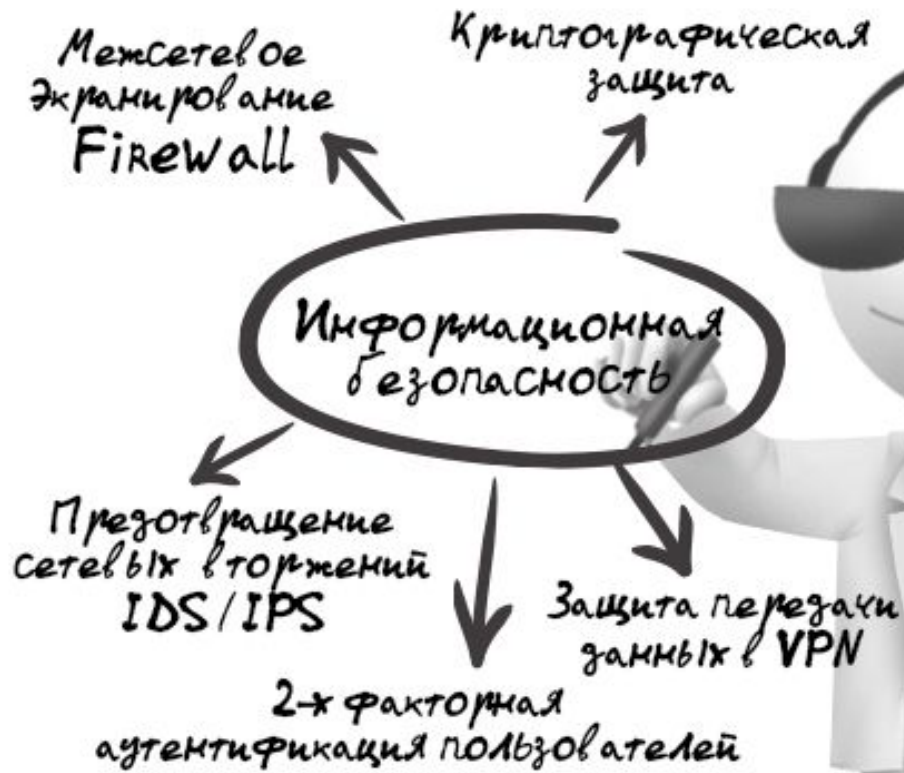 Межсетевое
Экранирование
Firewall
Криптографическая
защита
Информационная
безопасность
Предотвращение
сетевых вторжений
IDS/IPS
Защита передачи
данных в VPN
2-х факторная
аутентификация пользователей